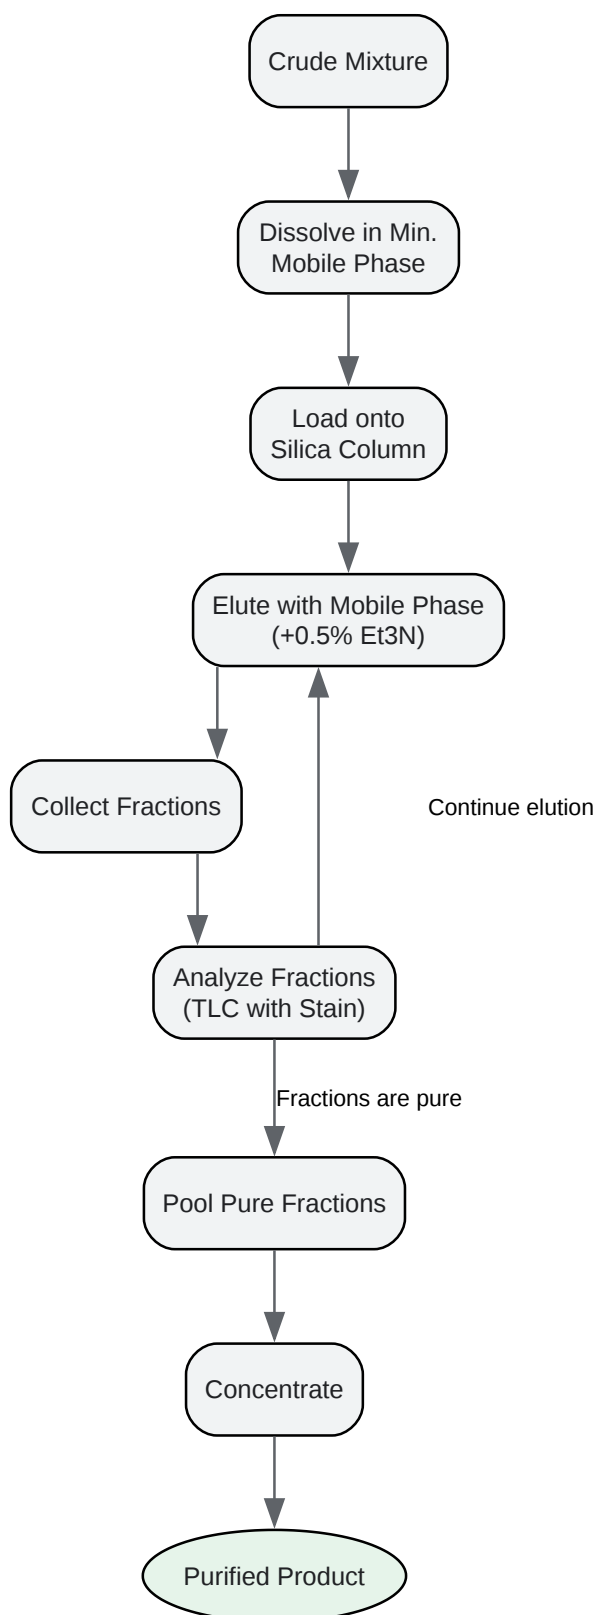 Crude Mixture
Dissolve in Min.
Mobile Phase
Load onto
Silica Column
Elute with Mobile Phase
(+0.5% Et3N)
Collect Fractions
Continue elution
Analyze Fractions
(TLC with Stain)
Fractions are pure
Pool Pure Fractions
Concentrate
Purified Product